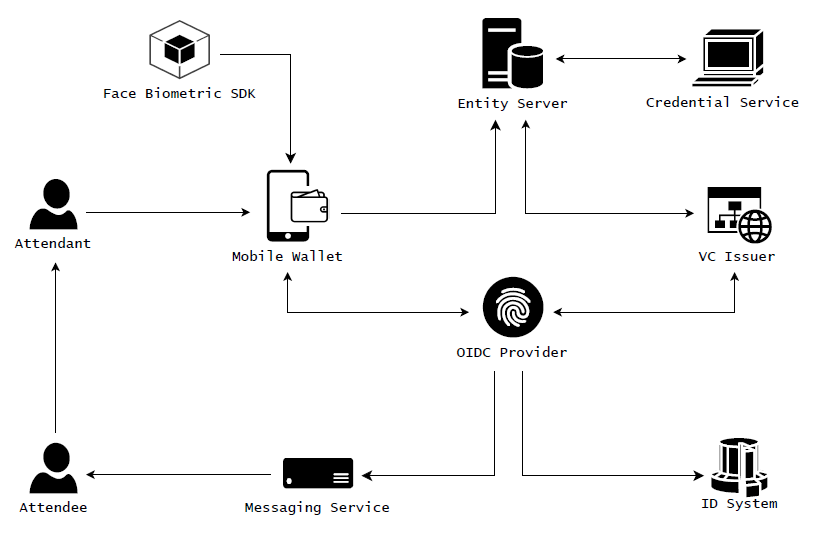 Face Biometric SDK
Entity Server
Credential Service
Attendant
Mobile Wallet
VC Issuer
OIDC Provider
Attendee
Messaging Service
ID System